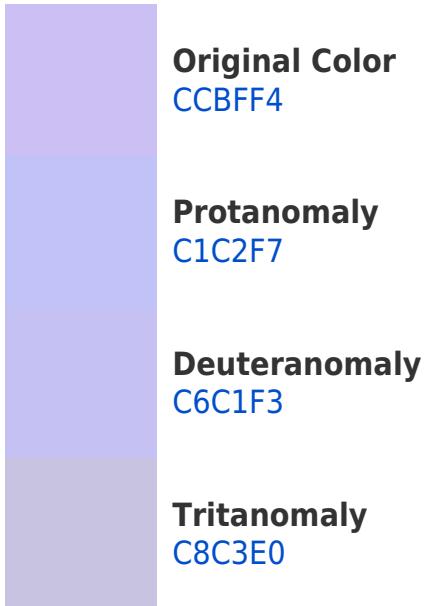 Original Color
CCBFF4
Protanomaly
C1C2F7
Deuteranomaly
C6C1F3
Tritanomaly
C8C3E0